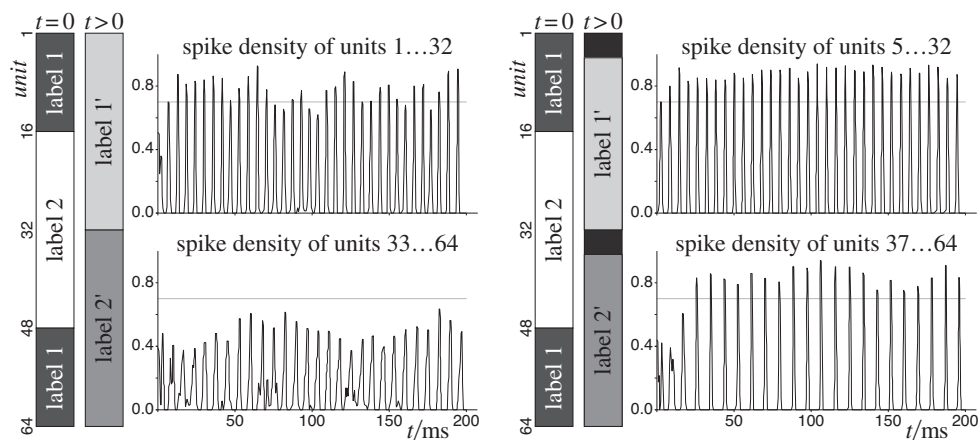 t=0 t>0
unit
1
16
32
48
64
label 1
label 2
label 1
label 1'
label 2'
spike density of units 1…32
0.8
0.4
0.0
spike density of units 33…64
0.8
0.4
0.0
50 100 150 200
t/ms
t=0 t>0
unit
1
16
32
48
64
label 1
label 2
label 1
label 1'
label 2'
spike density of units 5…32
0.8
0.4
0.0
spike density of units 37…64
0.8
0.4
0.0
50 100 150 200
t/ms